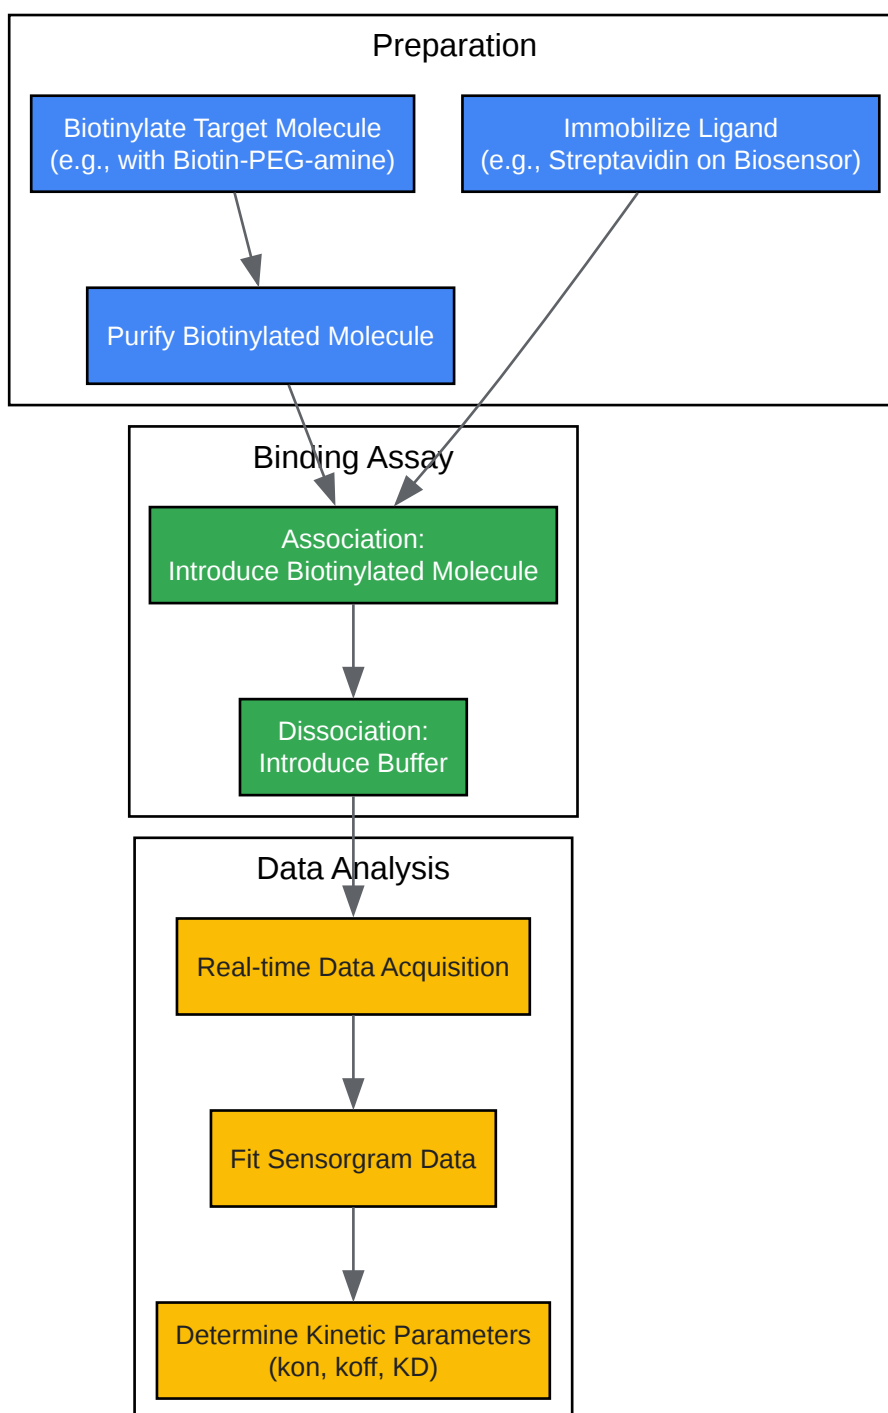 Preparation
Biotinylate Target Molecule
(e.g., with Biotin-PEG-amine)
Immobilize Ligand
(e.g., Streptavidin on Biosensor)
Purify Biotinylated Molecule
Binding Assay
Association:
Introduce Biotinylated Molecule
Dissociation:
Introduce Buffer
Data Analysis
Real-time Data Acquisition
Fit Sensorgram Data
Determine Kinetic Parameters
(kon, koff, KD)